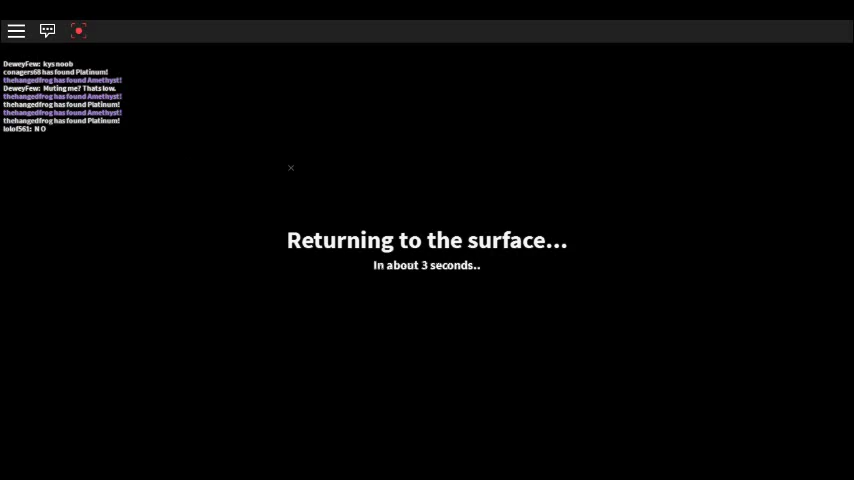 DeweyFew: kys noob
conagers68 has found Platinum!
thehangedfrog has found Amethyst!
DeweyFew: Muting me? Thats low.
thehangedfrog has found Amethyst!
thehangedfrog has found Platinum!
thehangedfrog has found Amethyst!
thehangedfrog has found Platinum!
lolof561: N O
Returning to the surface...
In about 3 seconds..